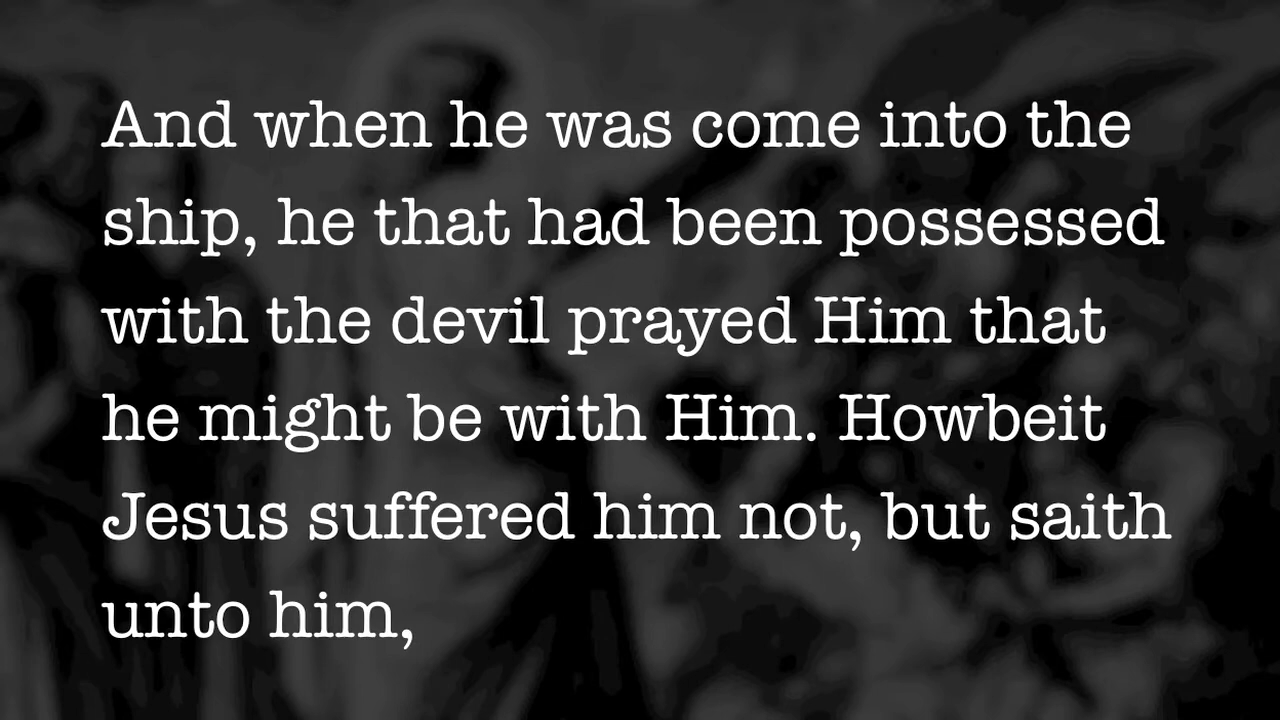 And when he was come into the
ship, he that had been possessed
with the devil prayed Him that
he might be with Him. Howbeit
Jesus suffered him not, but saith
unto him,